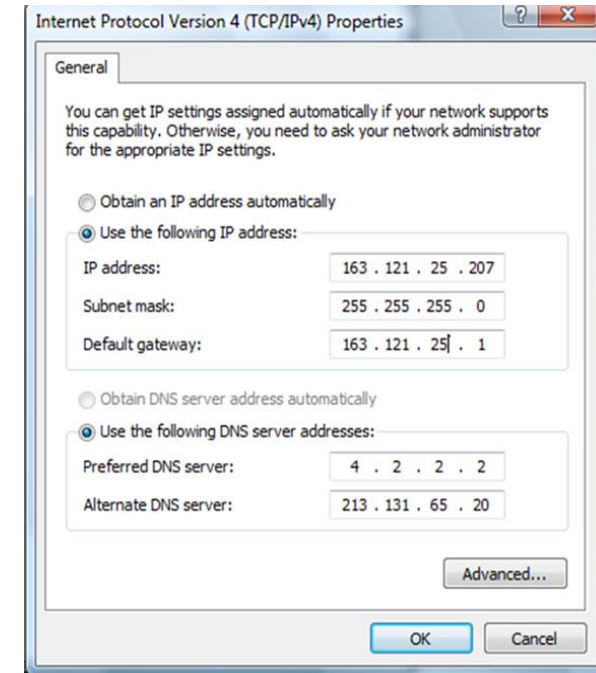 Internet Protocol Version 4 (TCP/IPv4) Properties
General
You can get IP settings assigned automatically if your network supports
this capability. Otherwise, you need to ask your network administrator
for the appropriate IP settings.
Obtain an IP address automatically
Use the following IP address:
IP address: 163 . 121 . 25 . 207
Subnet mask: 255 . 255 . 255 . 0
Default gateway: 163 . 121 . 25 . 1
Obtain DNS server address automatically
Use the following DNS server addresses:
Preferred DNS server: 4 . 2 . 2 . 2
Alternate DNS server: 213 . 131 . 65 . 20
Advanced...
OK Cancel